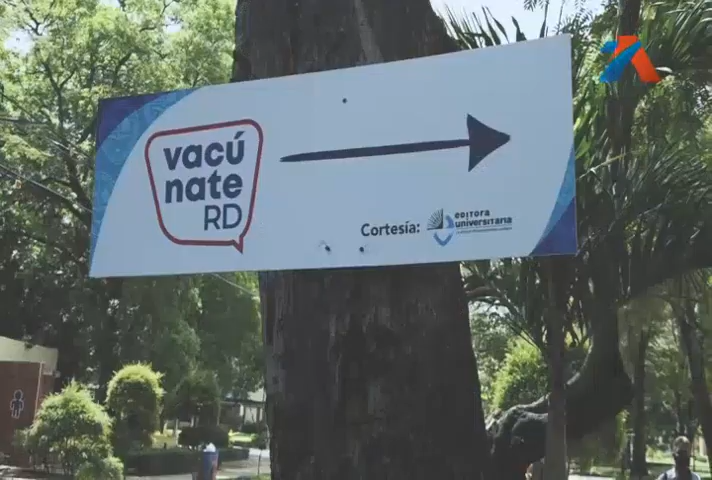 vacú
nate
RD
Cortesía:
EDITORA
universitaria